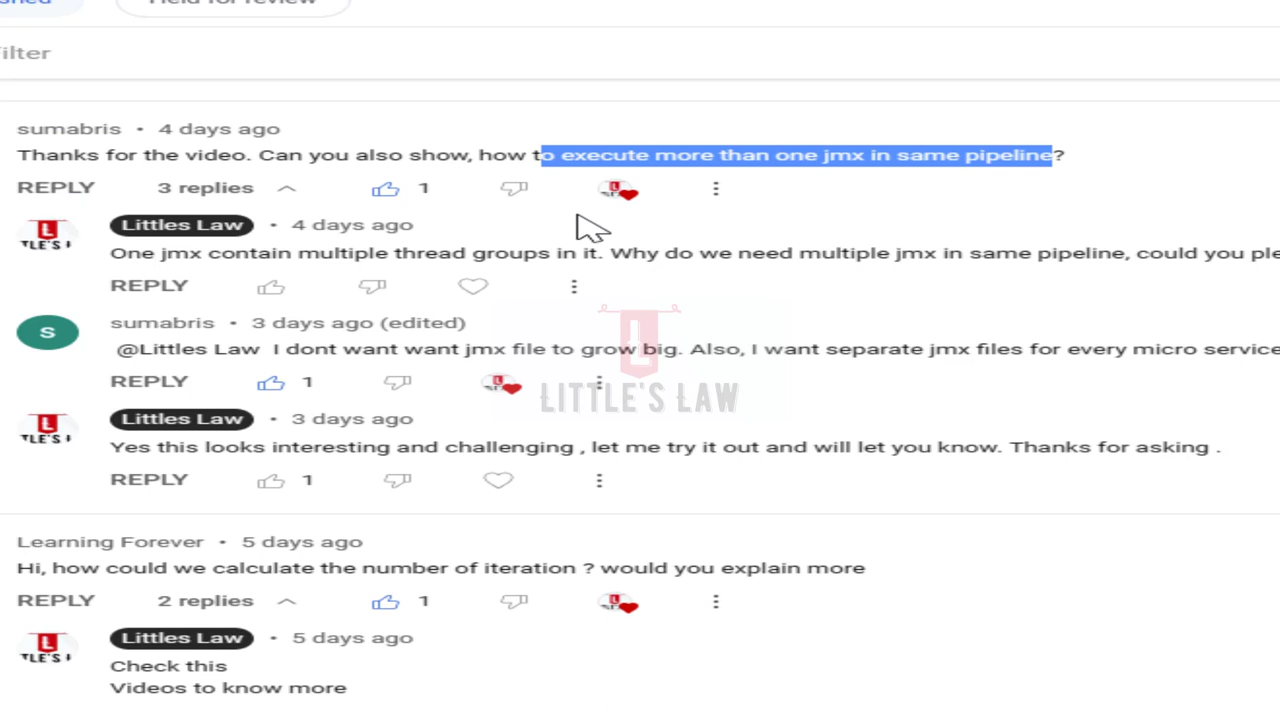 Filter
sumabris • 4 days ago
Thanks for the video. Can you also show, how to execute more than one jmx in same pipeline?
REPLY 3 replies 1
Littles Law • 4 days ago
One jmx contain multiple thread groups in it. Why do we need multiple jmx in same pipeline, could you
REPLY
S
sumabris • 3 days ago (edited)
@Littles Law I dont want want jmx file to grow big. Also, I want separate jmx files for every micro service
REPLY 1
LITTLE'S LAW
Littles Law • 3 days ago
Yes this looks interesting and challenging , let me try it out and will let you know. Thanks for asking .
REPLY 1
Learning Forever • 5 days ago
Hi, how could we calculate the number of iteration ? would you explain more
REPLY 2 replies 1
Littles Law • 5 days ago
Check this
Videos to know more